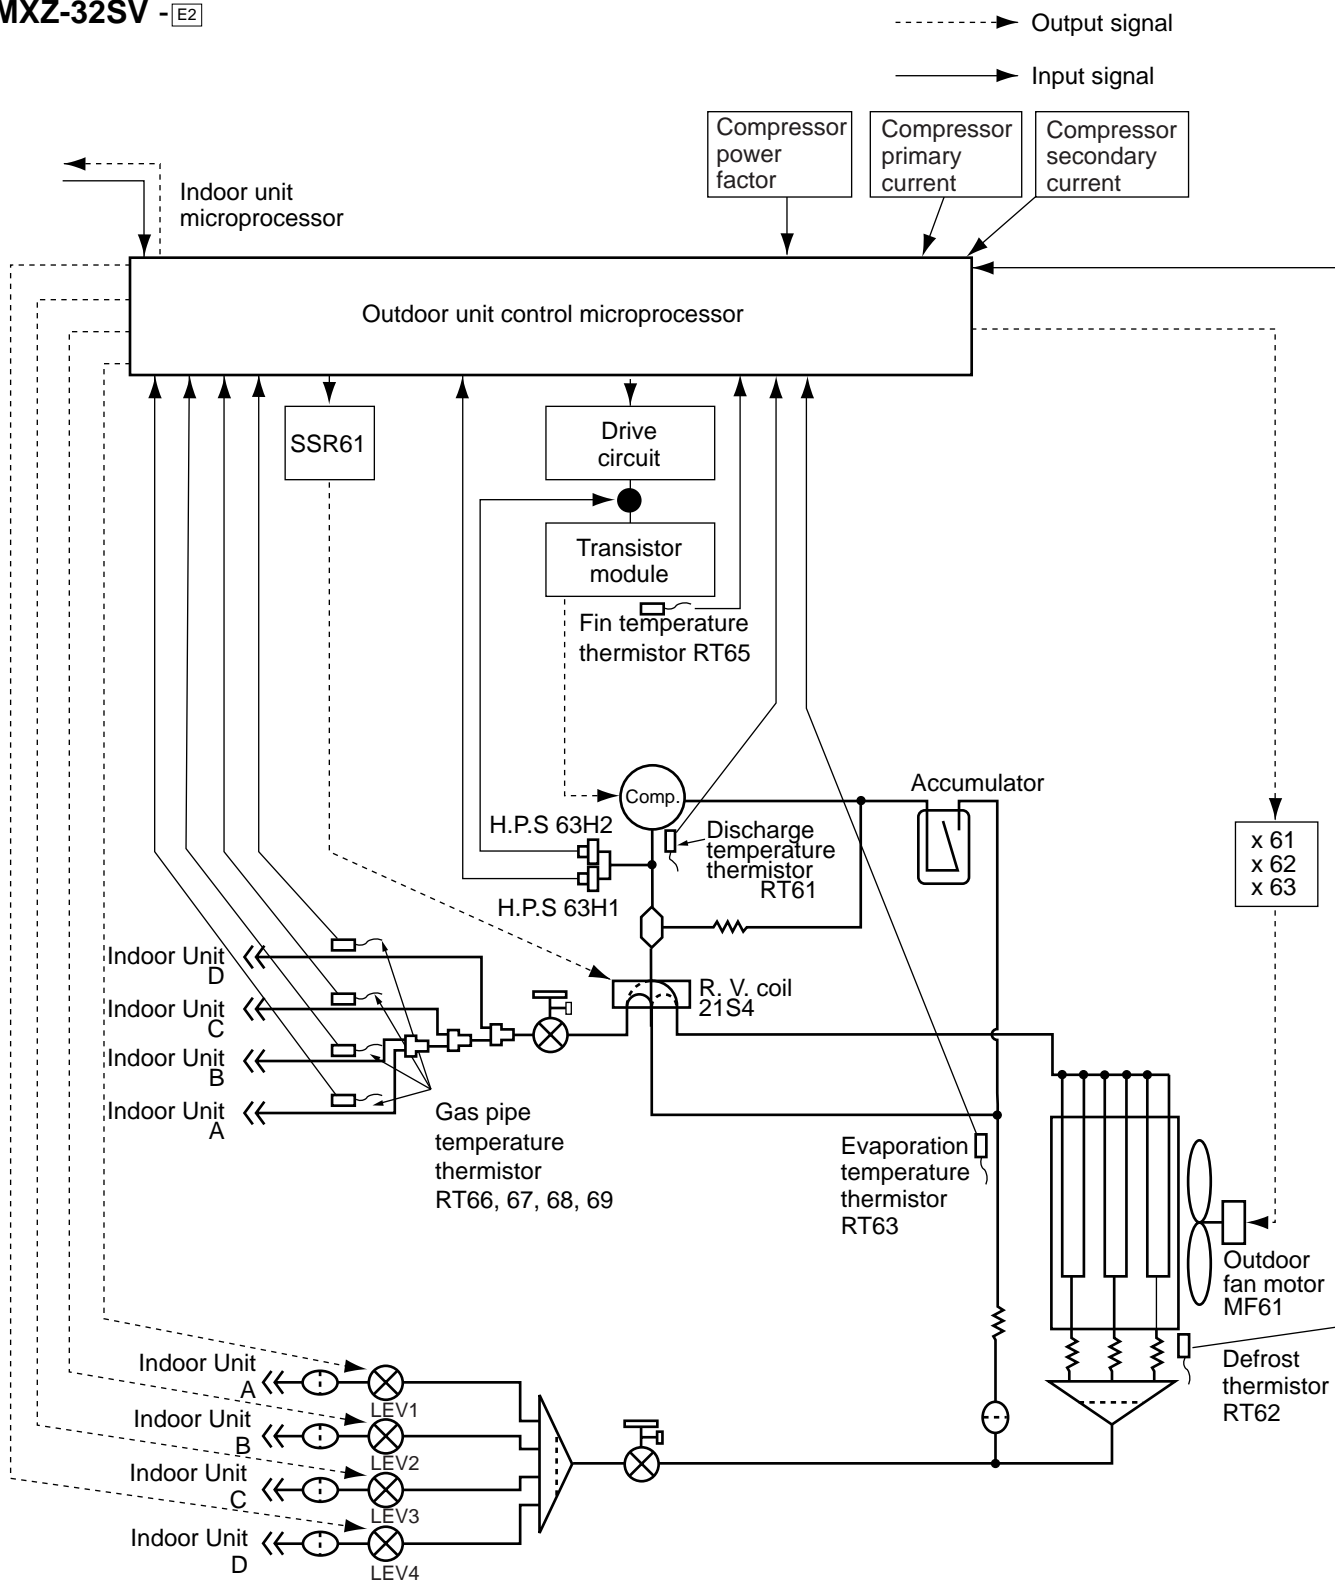 MXZ-32SV - E2
Output signal
Input signal
Compressor
power
factor
Compressor
primary
current
Compressor
secondary
current
Indoor unit
microprocessor
Outdoor unit control microprocessor
SSR61
Drive
circuit
Transistor
module
Fin temperature
thermistor RT65
Comp.
Accumulator
H.P.S 63H2
Discharge
temperature
thermistor
RT61
H.P.S 63H1
x 61
x 62
x 63
Indoor Unit
D
Indoor Unit
C
Indoor Unit
B
Indoor Unit
A
R. V. coil
21S4
Gas pipe
temperature
thermistor
RT66, 67, 68, 69
Evaporation
temperature
thermistor
RT63
Outdoor
fan motor
MF61
Defrost
thermistor
RT62
Indoor Unit
A
LEV1
Indoor Unit
B
LEV2
Indoor Unit
C
LEV3
Indoor Unit
D
LEV4